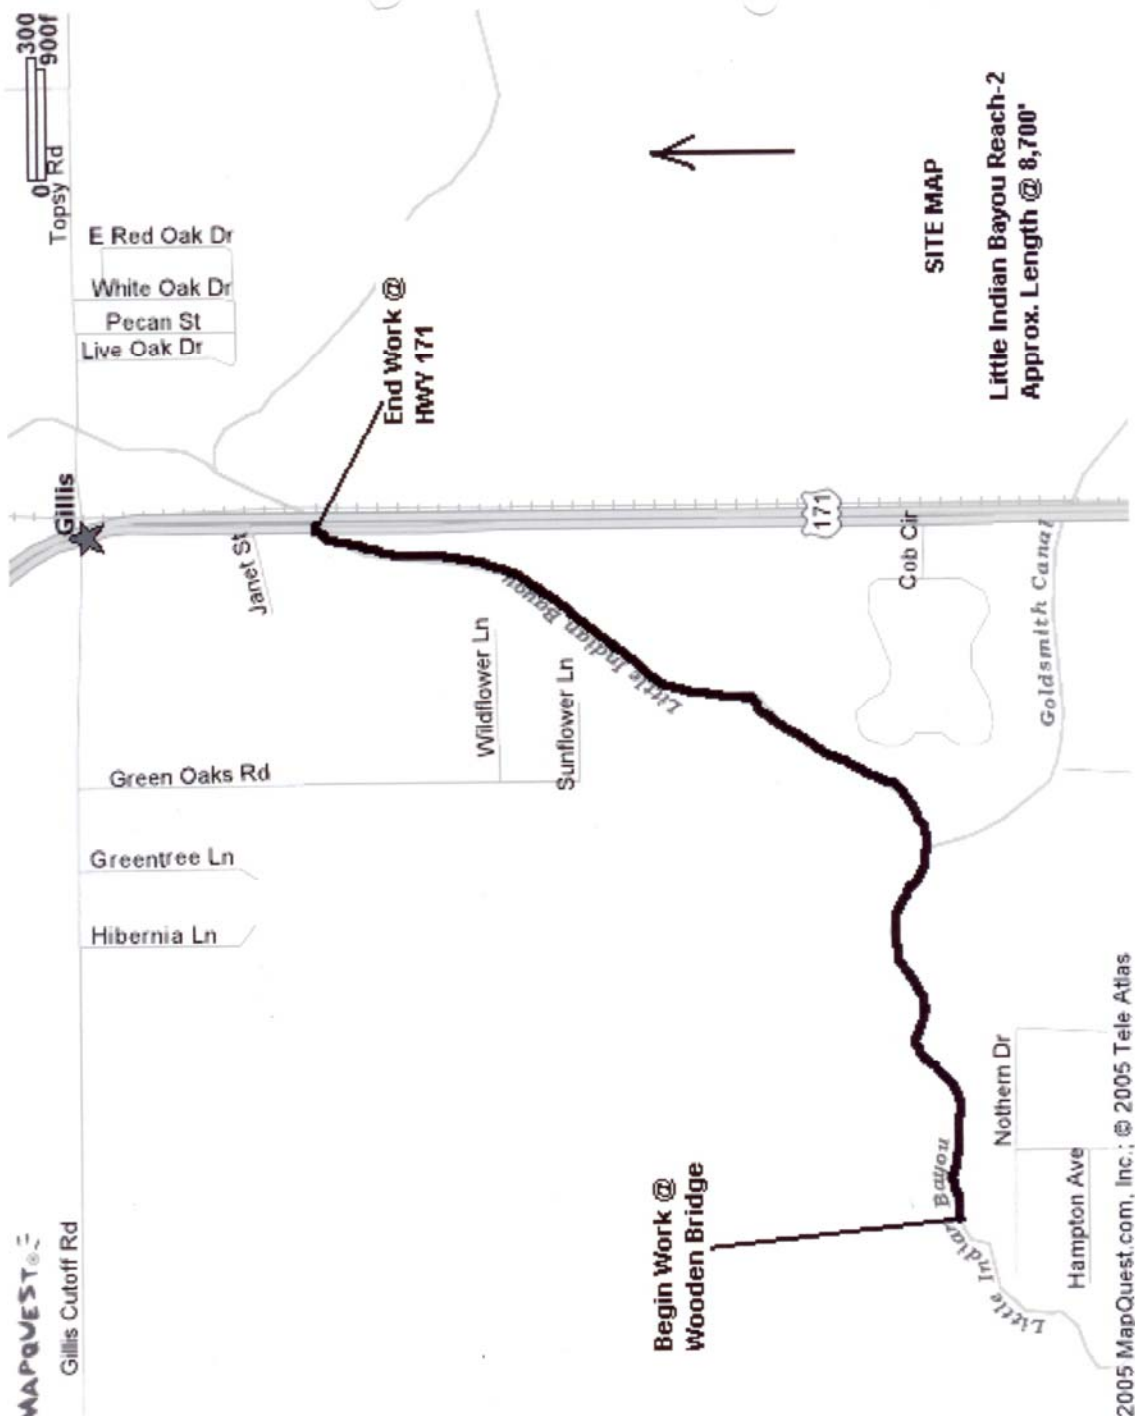 MAPQUEST
0
300
900f
Gillis Cutoff Rd
Hibernia Ln
Greentree Ln
Green Oaks Rd
Gillis
Topsy Rd
Live Oak Dr
Pecan St
White Oak Dr
E Red Oak Dr
Janet St
End Work @
HWY 171
Wildflower Ln
Sunflower Ln
Little Indian Bayou
Begin Work @
Wooden Bridge
171
Cob Cir
SITE MAP
Little Indian Bayou
Goldsmith Canal
Nothern Dr
Hampton Ave
Little Indian Bayou Reach-2
Approx. Length @ 8,700'
2005 MapQuest.com, Inc.; © 2005 Tele Atlas